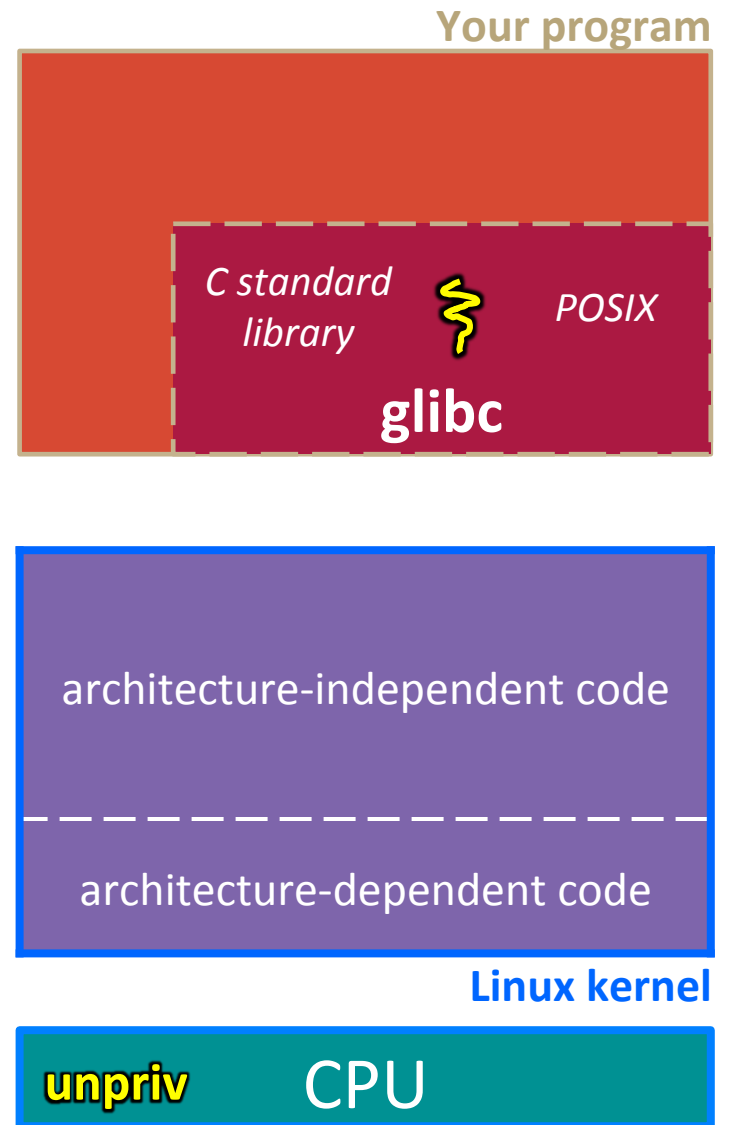 Your program
C standard
library
POSIX
glibc
architecture-independent code
architecture-dependent code
Linux kernel
unpriv
CPU